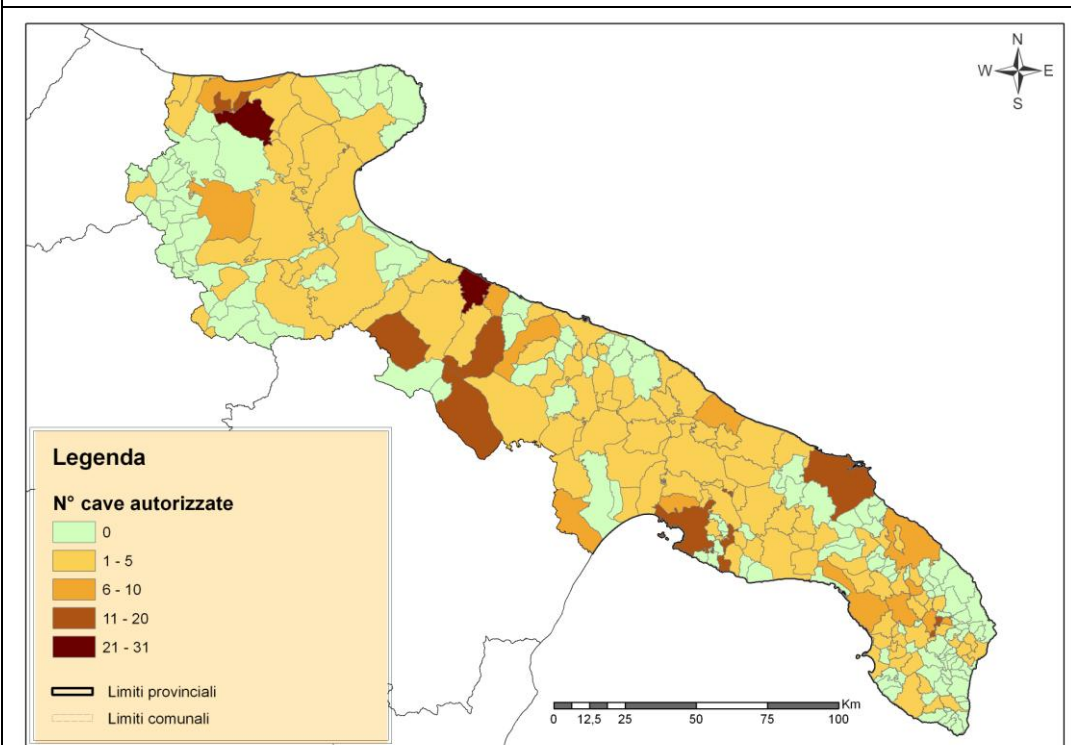 N
W E
S
Legenda
N° cave autorizzate
0
1 - 5
6 - 10
11 - 20
21 - 31
Limiti provinciali
Limiti comunali
Km
0 12,5 25 50 75 100